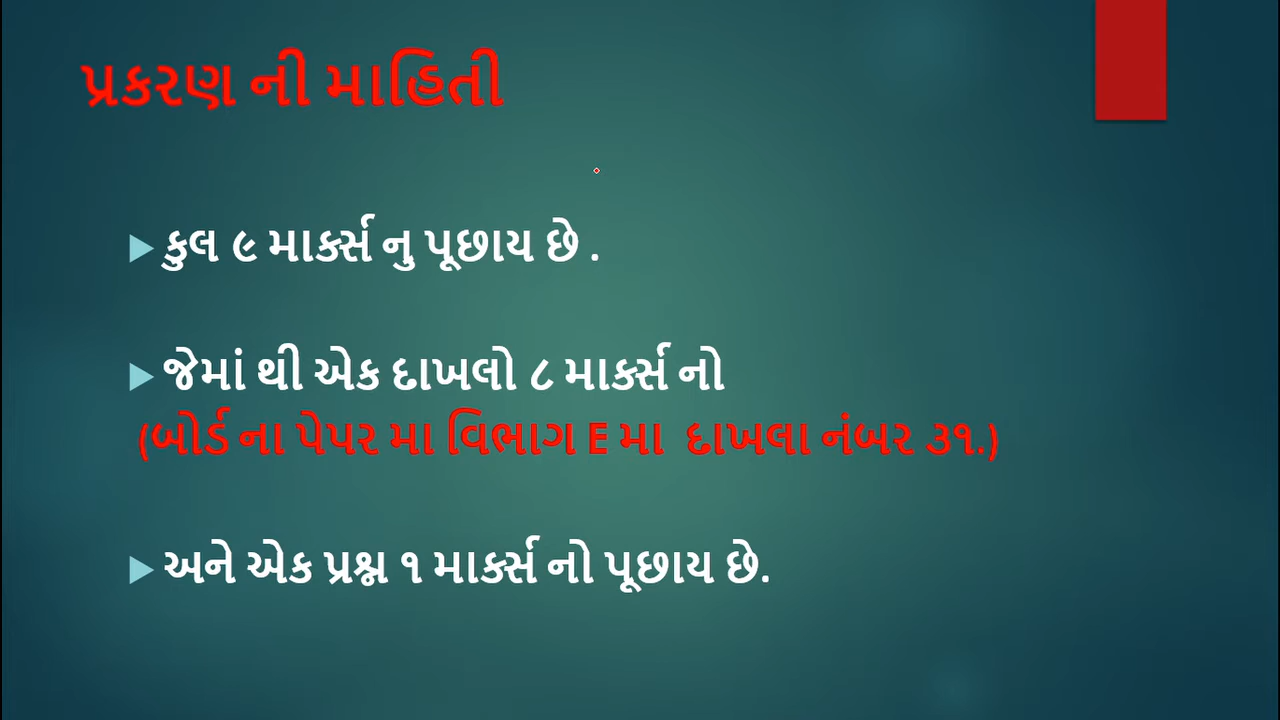 પ્રકરણ ની માહિતી
કુલ ૯ માર્ક્સ નુ પૂછાય છે .
જેમાં થી એક દાખલો ૮ માર્ક્સ નો
(બોર્ડ ના પેપર મા વિભાગ E મા દાખલા નંબર ૩૧.)
અને એક પ્રશ્ન ૧ માર્ક્સ નો પૂછાય છે.